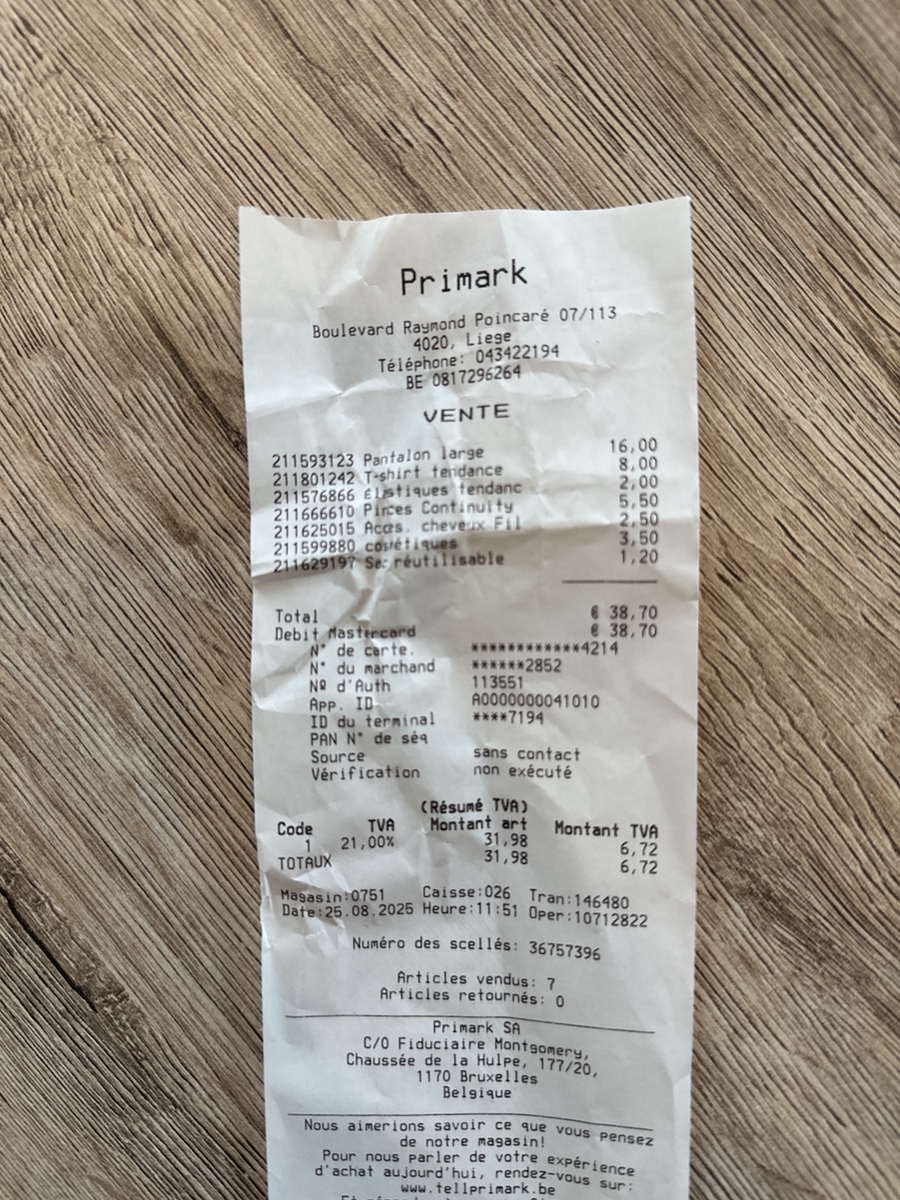 Primark
Boulevard Raymond Poincaré 07/113
4020, Liege
Téléphone: 043422194
BE 0817296264
VENTE
211593123 Pantalon large 16,00
211801242 T-shirt tendance 8,00
211576866 Élastiques tendanc 2,00
211666610 Pinces Continuity 5,50
211625015 Accs. cheveux Fil 2,50
211599880 cosmétiques 3,50
211629197 Sac réutilisable 1,20
Total € 38,70
Debit Mastercard € 38,70
N° de carte. ************4214
N° du marchand ******2852
Nº d'Auth 113551
App. ID A0000000041010
ID du terminal ****7194
PAN N° de séq
Source sans contact
Vérification non exécuté
(Résumé TVA)
Code TVA Montant art Montant TVA
1 21,00% 31,98 6,72
TOTAUX 31,98 6,72
Magasin:0751 Caisse:026 Tran:146480
Date:25.08.2025 Heure:11:51 Oper:10712822
Numéro des scellés: 36757396
Articles vendus: 7
Articles retournés: 0
Primark SA
C/O Fiduciaire Montgomery,
Chaussée de la Hulpe, 177/20,
1170 Bruxelles
Belgique
Nous aimerions savoir ce que vous pensez
de notre magasin!
Pour nous parler de votre expérience
d'achat aujourd'hui, rendez-vous sur:
www.tellprimark.be